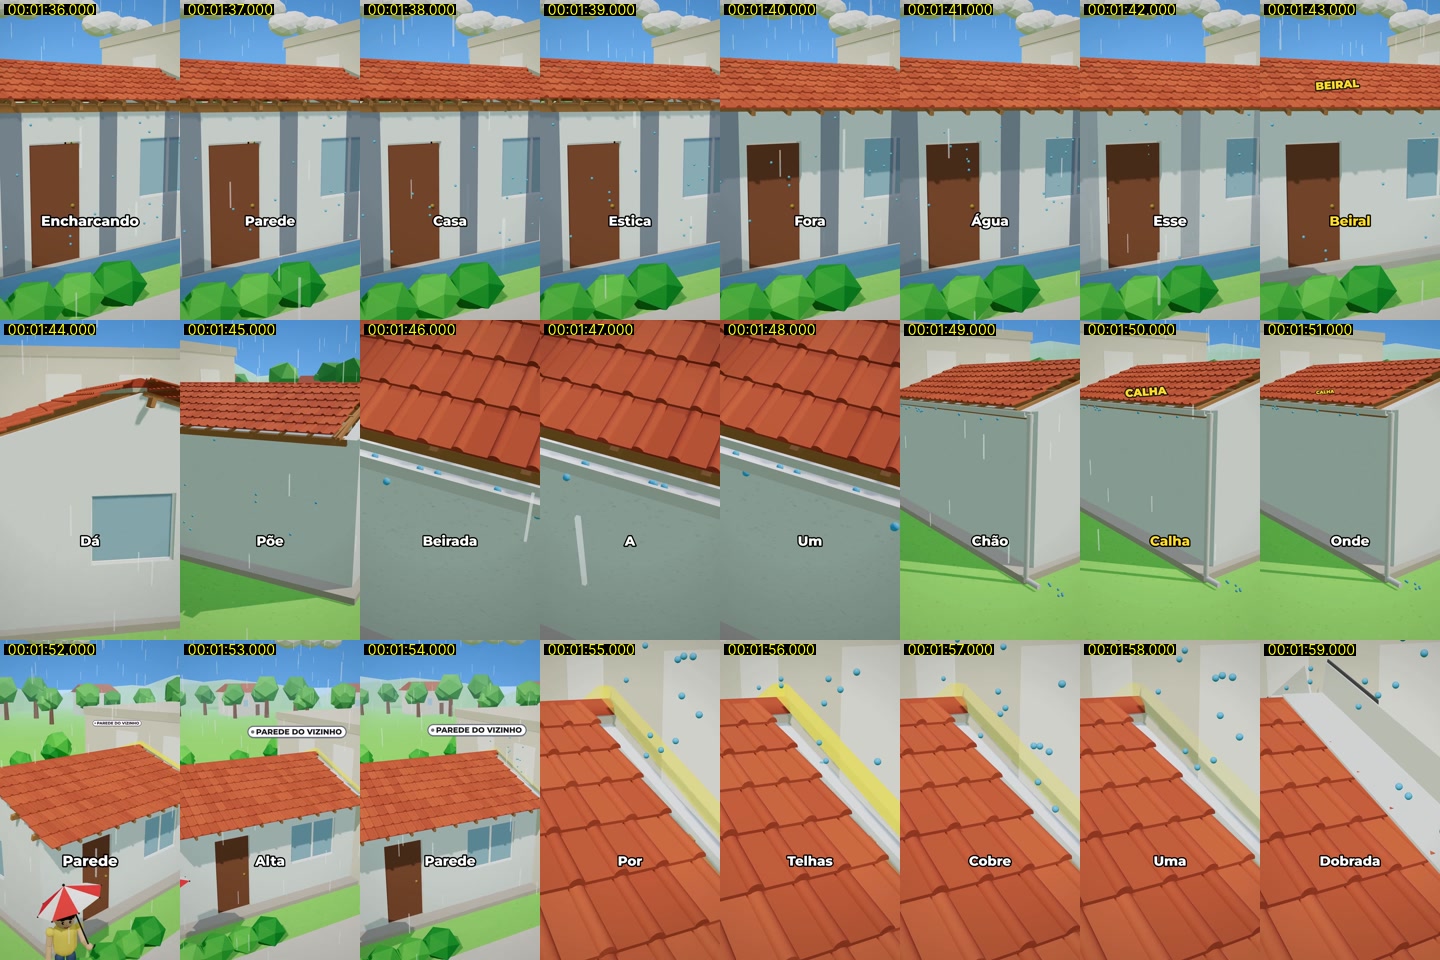 00:01:36.000
00:01:37.000
00:01:38.000
00:01:39.000
00:01:40.000
00:01:41.000
00:01:42.000
00:01:43.000
BEIRAL
Encharcando
Parede
Casa
Estica
Fora
Água
Esse
Beiral
00:01:44.000
00:01:45.000
00:01:46.000
00:01:47.000
00:01:48.000
00:01:49.000
00:01:50.000
00:01:51.000
CALHA
CALHA
Dá
Põe
Beirada
A
Um
Chão
Calha
Onde
00:01:52.000
00:01:53.000
00:01:54.000
00:01:55.000
00:01:56.000
00:01:57.000
00:01:58.000
00:01:59.000
PAREDE DO VIZINHO
PAREDE DO VIZINHO
PAREDE DO VIZINHO
Parede
Alta
Parede
Por
Telhas
Cobre
Uma
Dobrada